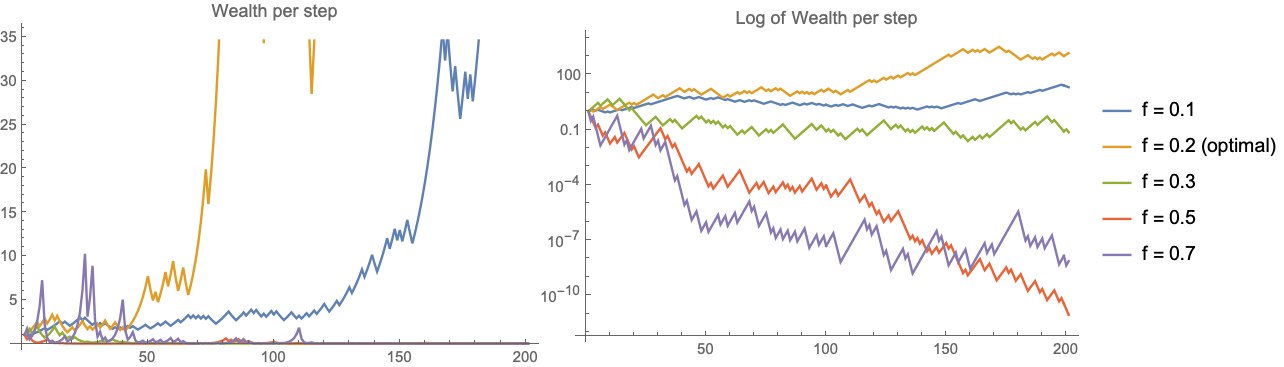 Wealth per step
35
30
25
20
15
10
5
50
100
150
200
Log of Wealth per step
100
0.1
10⁻⁴
10⁻⁷
10⁻¹⁰
50
100
150
200
f = 0.1
f = 0.2 (optimal)
f = 0.3
f = 0.5
f = 0.7